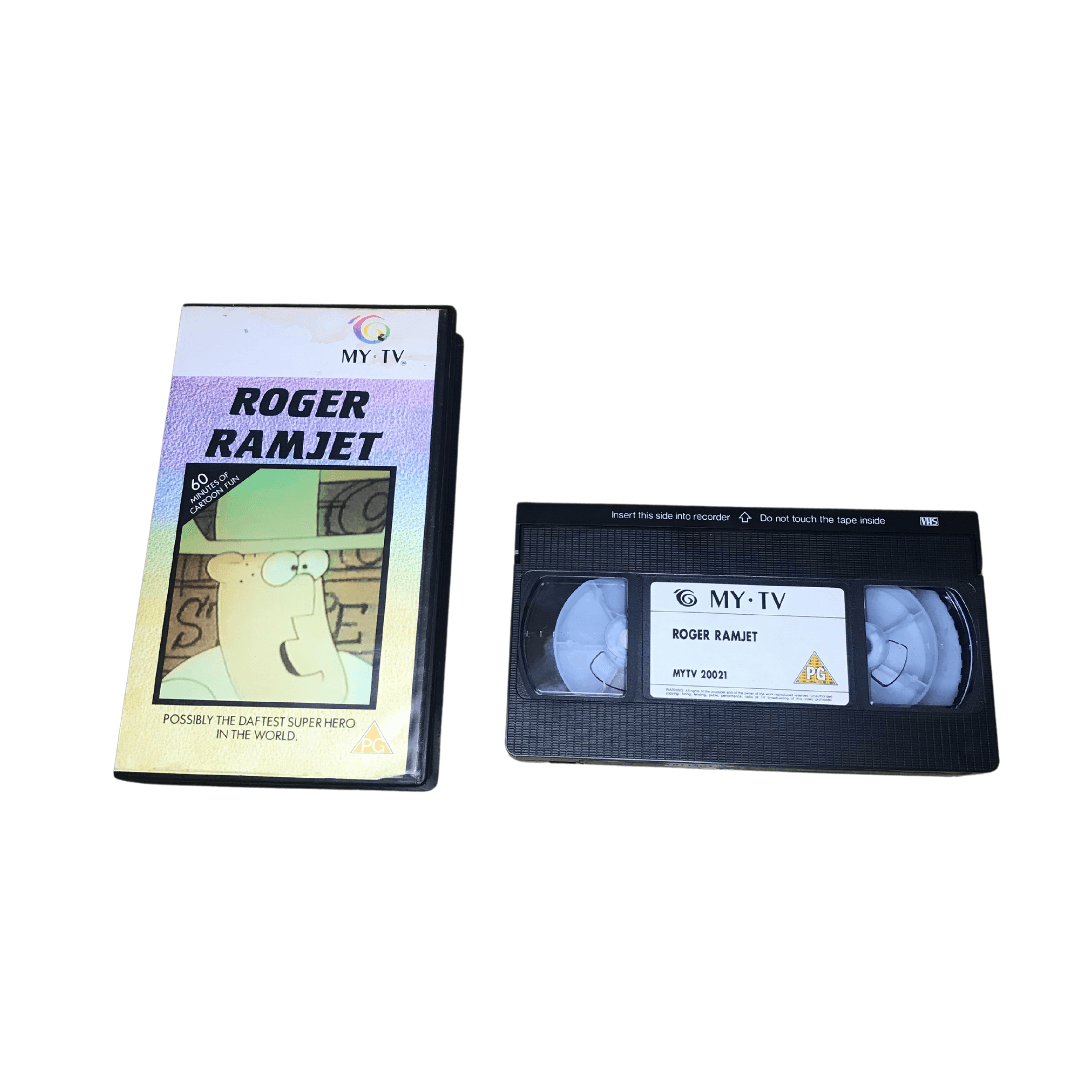 MY·TV
ROGER
RAMJET
60
MINUTES OF
CARTOON FUN
POSSIBLY THE DAFTEST SUPER HERO
IN THE WORLD.
PG
Insert this side into recorder ⇧ Do not touch the tape inside VHS
MY·TV
ROGER RAMJET
MYTV 20021
PG